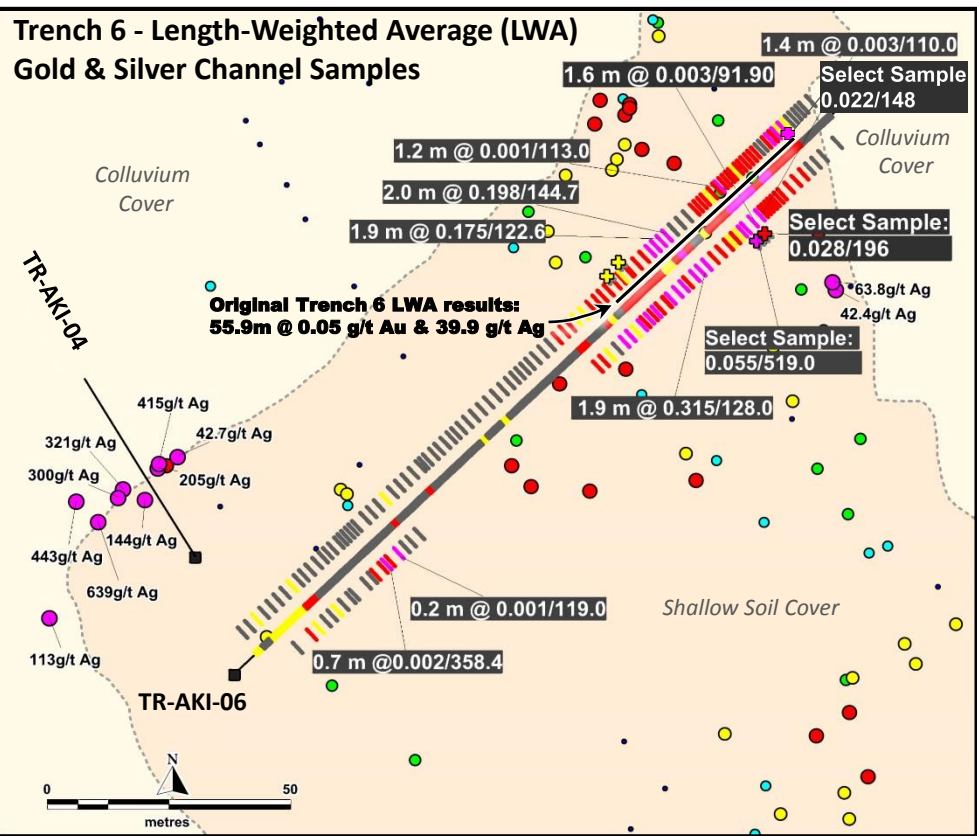 Trench 6 - Length-Weighted Average (LWA)
Gold & Silver Channel Samples
1.4 m @ 0.003/110.0
1.6 m @ 0.003/91.90
Select Sample
0.022/148
Colluvium
Cover
1.2 m @ 0.001/113.0
Colluvium
Cover
2.0 m @ 0.198/144.7
1.9 m @ 0.175/122.6
Select Sample:
0.028/196
TR-AKI-04
Original Trench 6 LWA results:
55.9m @ 0.05 g/t Au & 39.9 g/t Ag
63.8g/t Ag
42.4g/t Ag
Select Sample:
0.055/519.0
1.9 m @ 0.315/128.0
415g/t Ag
42.7g/t Ag
321g/t Ag
205g/t Ag
300g/t Ag
144g/t Ag
443g/t Ag
639g/t Ag
0.2 m @ 0.001/119.0
Shallow Soil Cover
113g/t Ag
0.7 m @0.002/358.4
TR-AKI-06
N
0 50
metres